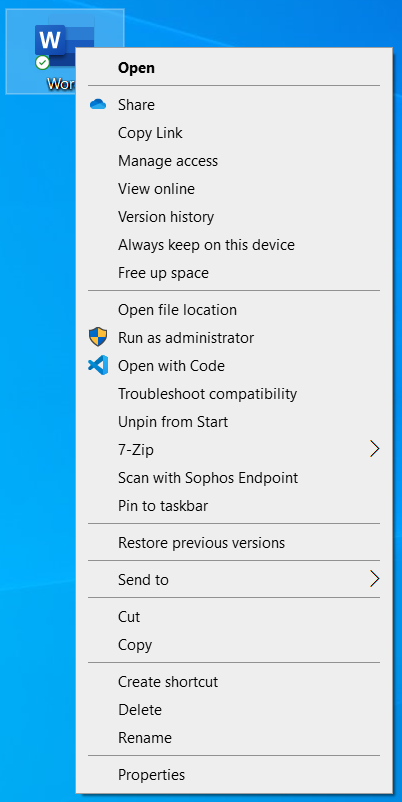 W
Wor
Open
Share
Copy Link
Manage access
View online
Version history
Always keep on this device
Free up space
Open file location
Run as administrator
Open with Code
Troubleshoot compatibility
Unpin from Start
7-Zip
Scan with Sophos Endpoint
Pin to taskbar
Restore previous versions
Send to
Cut
Copy
Create shortcut
Delete
Rename
Properties